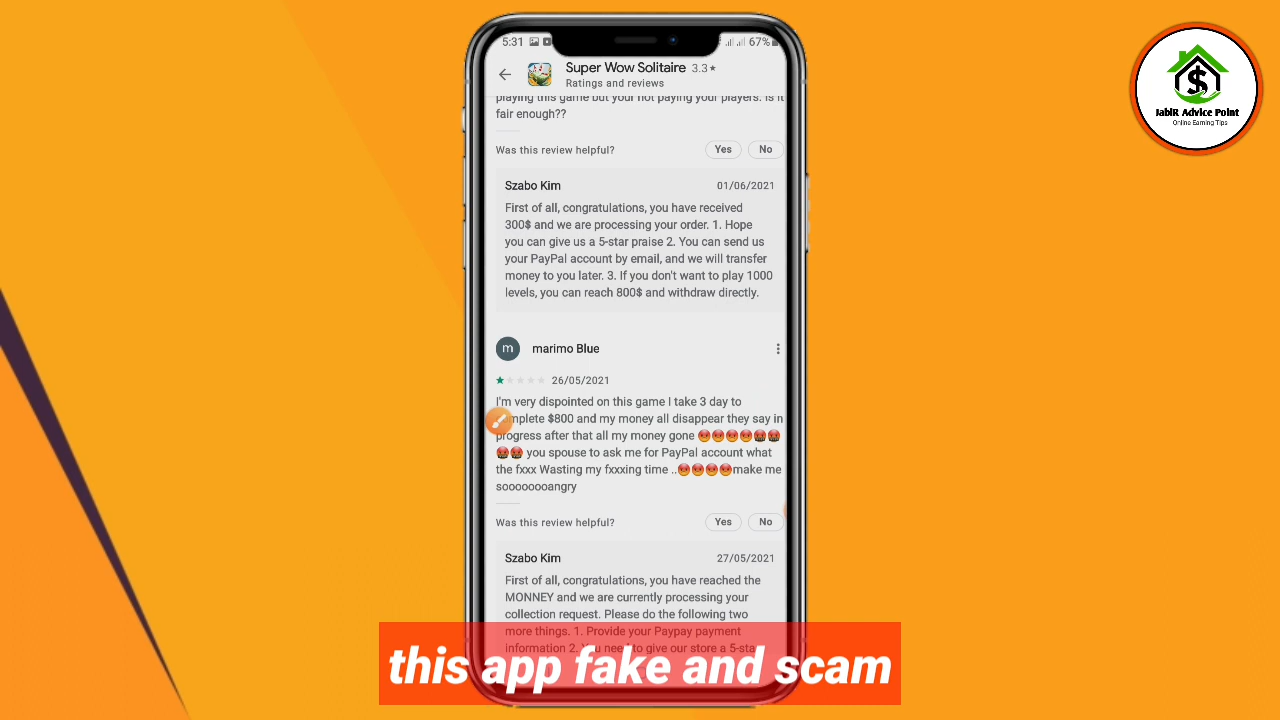 5:31
67%
Super Wow Solitaire 3.3★
Ratings and reviews
playing this game but your not paying your players. Is it
fair enough??
Was this review helpful? Yes No
Szabo Kim 01/06/2021
First of all, congratulations, you have received
300$ and we are processing your order. 1. Hope
you can give us a 5-star praise 2. You can send us
your PayPal account by email, and we will transfer
money to you later. 3. If you don't want to play 1000
levels, you can reach 800$ and withdraw directly.
m marimo Blue
26/05/2021
I'm very dispointed on this game I take 3 day to
complete $800 and my money all disappear they say in
progress after that all my money gone 😡😡😡😡🤬🤬
🤬🤬 you spouse to ask me for PayPal account what
the fxxx Wasting my fxxxing time ..😡😡😡😡make me
soooooooangry
Was this review helpful? Yes No
Szabo Kim 27/05/2021
First of all, congratulations, you have reached the
MONNEY and we are currently processing your
collection request. Please do the following two
more things. 1. Provide your Paypay payment
information 2. You need to give our store a 5-sta
this app fake and scam
$
JabIR Advice Point
Online Earning Tips